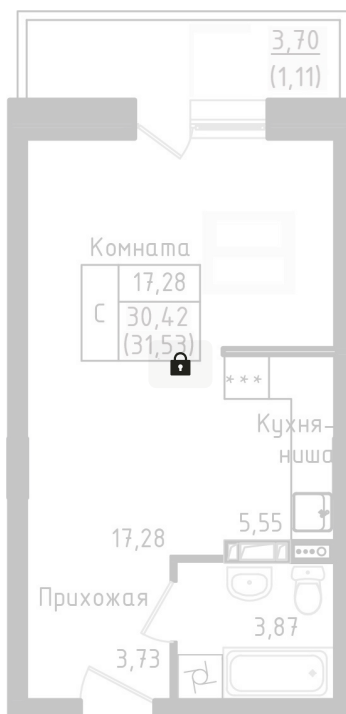 3,70
(1,11)
Комната
17,28
С
30,42
(31,53)
***
Кухня-
ниша
5,55
17,28
Прихожая
3,87
3,73